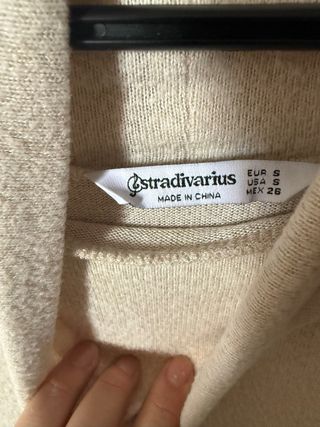 stradivarius
MADE IN CHINA
EUR S
USA S
MEX 26